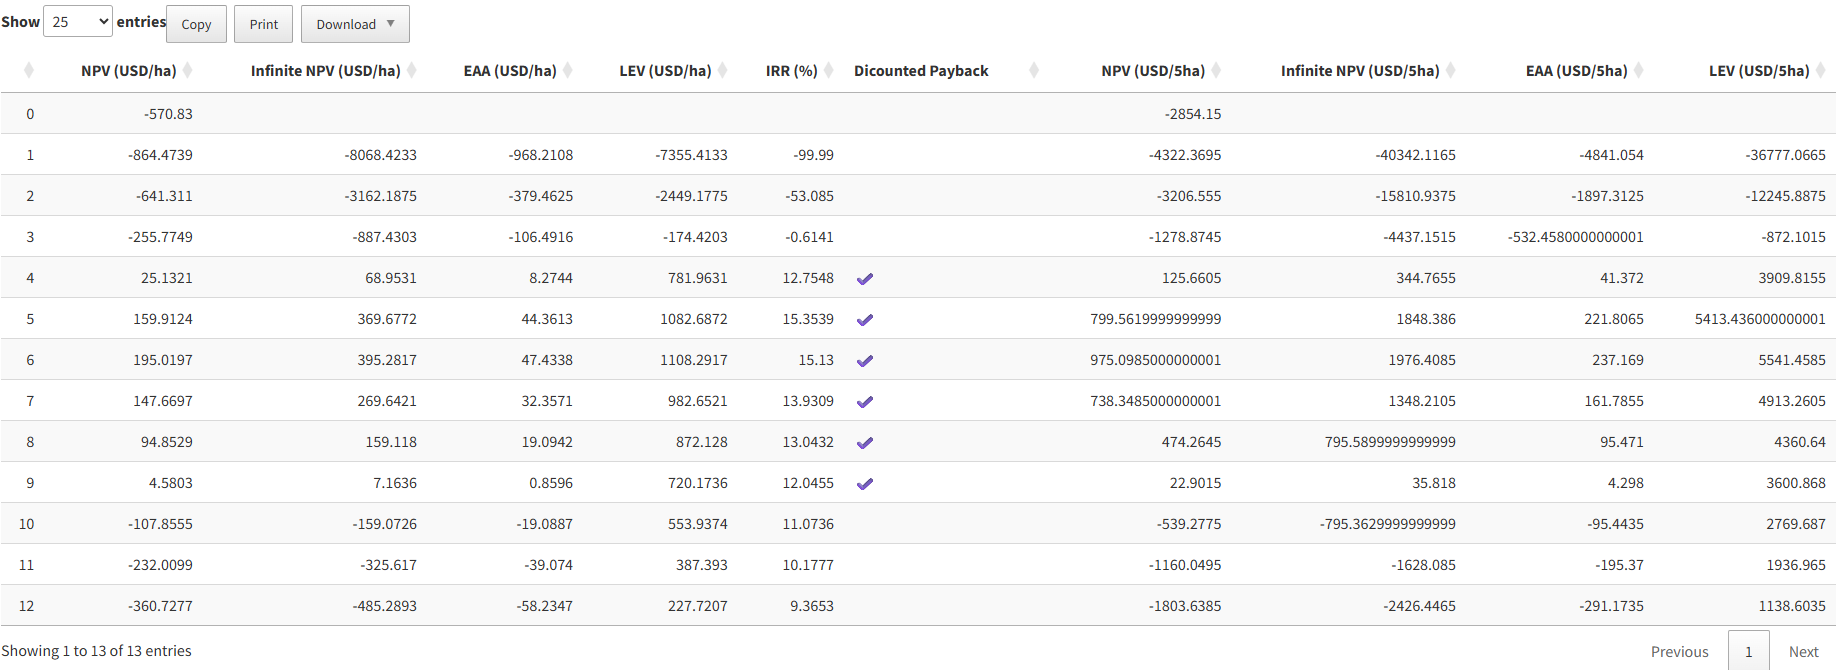 Show 25 entries Copy Print Download
NPV (USD/ha) Infinite NPV (USD/ha) EAA (USD/ha) LEV (USD/ha) IRR (%) Dicounted Payback NPV (USD/5ha) Infinite NPV (USD/5ha) EAA (USD/5ha) LEV (USD/5ha)
0 -570.83 -2854.15
1 -864.4739 -8068.4233 -968.2108 -7355.4133 -99.99 -4322.3695 -40342.1165 -4841.054 -36777.0665
2 -641.311 -3162.1875 -379.4625 -2449.1775 -53.085 -3206.555 -15810.9375 -1897.3125 -12245.8875
3 -255.7749 -887.4303 -106.4916 -174.4203 -0.6141 -1278.8745 -4437.1515 -532.4580000000001 -872.1015
4 25.1321 68.9531 8.2744 781.9631 12.7548 125.6605 344.7655 41.372 3909.8155
5 159.9124 369.6772 44.3613 1082.6872 15.3539 799.5619999999999 1848.386 221.8065 5413.436000000001
6 195.0197 395.2817 47.4338 1108.2917 15.13 975.0985000000001 1976.4085 237.169 5541.4585
7 147.6697 269.6421 32.3571 982.6521 13.9309 738.3485000000001 1348.2105 161.7855 4913.2605
8 94.8529 159.118 19.0942 872.128 13.0432 474.2645 795.5899999999999 95.471 4360.64
9 4.5803 7.1636 0.8596 720.1736 12.0455 22.9015 35.818 4.298 3600.868
10 -107.8555 -159.0726 -19.0887 553.9374 11.0736 -539.2775 -795.3629999999999 -95.4435 2769.687
11 -232.0099 -325.617 -39.074 387.393 10.1777 -1160.0495 -1628.085 -195.37 1936.965
12 -360.7277 -485.2893 -58.2347 227.7207 9.3653 -1803.6385 -2426.4465 -291.1735 1138.6035
Showing 1 to 13 of 13 entries Previous 1 Next